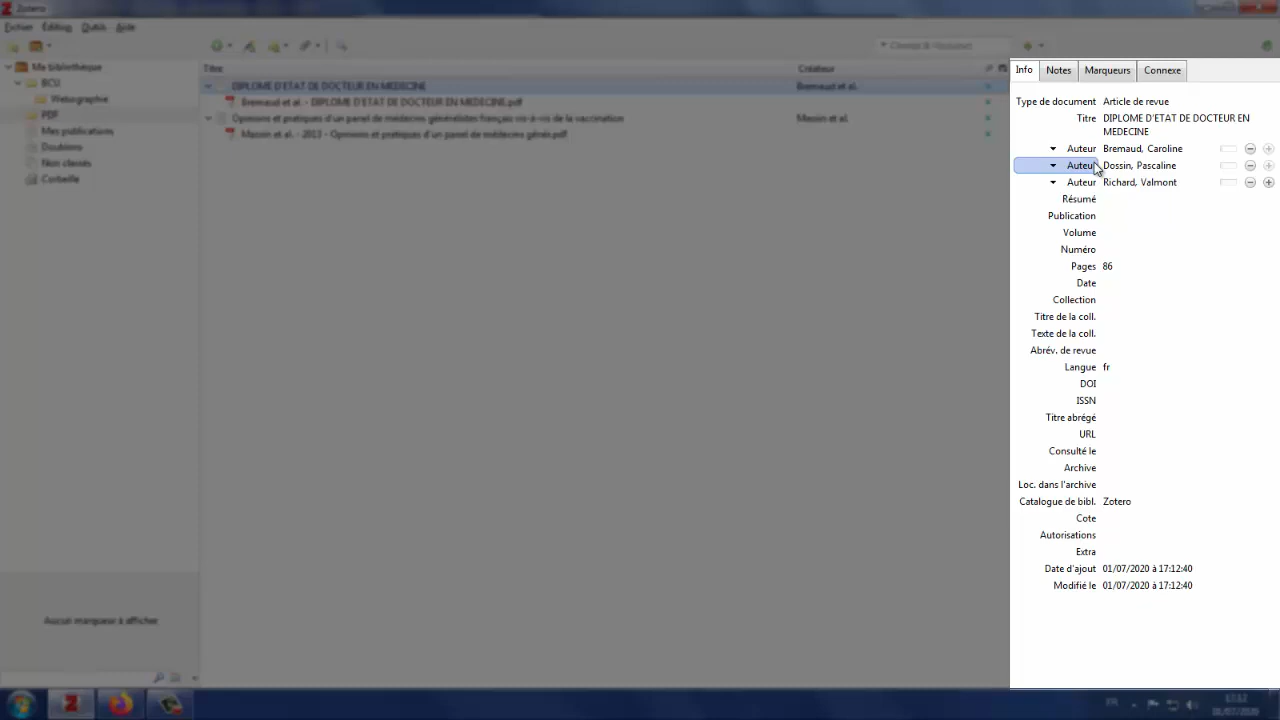 Zotero
Fichier Édition Outils Aide
Ma bibliothèque
BCU
Webographie
PDF
Mes publications
Doublons
Non classés
Corbeille
Aucun marqueur à afficher
Titre Créateur
DIPLOME D'ETAT DE DOCTEUR EN MEDECINE Bremaud et al.
Bremaud et al. - DIPLOME D'ETAT DE DOCTEUR EN MEDECINE.pdf
Opinions et pratiques d'un panel de médecins généralistes français vis-à-vis de la vaccination Massin et al.
Massin et al. - 2013 - Opinions et pratiques d'un panel de médecins génér.pdf
Info Notes Marqueurs Connexe
Type de document Article de revue
Titre DIPLOME D'ETAT DE DOCTEUR EN
MEDECINE
Auteur Bremaud, Caroline
Auteur Dossin, Pascaline
Auteur Richard, Valmont
Résumé
Publication
Volume
Numéro
Pages 86
Date
Collection
Titre de la coll.
Texte de la coll.
Abrév. de revue
Langue fr
DOI
ISSN
Titre abrégé
URL
Consulté le
Archive
Loc. dans l'archive
Catalogue de bibl. Zotero
Cote
Autorisations
Extra
Date d'ajout 01/07/2020 à 17:12:40
Modifié le 01/07/2020 à 17:12:40
FR
17:12
01/07/2020